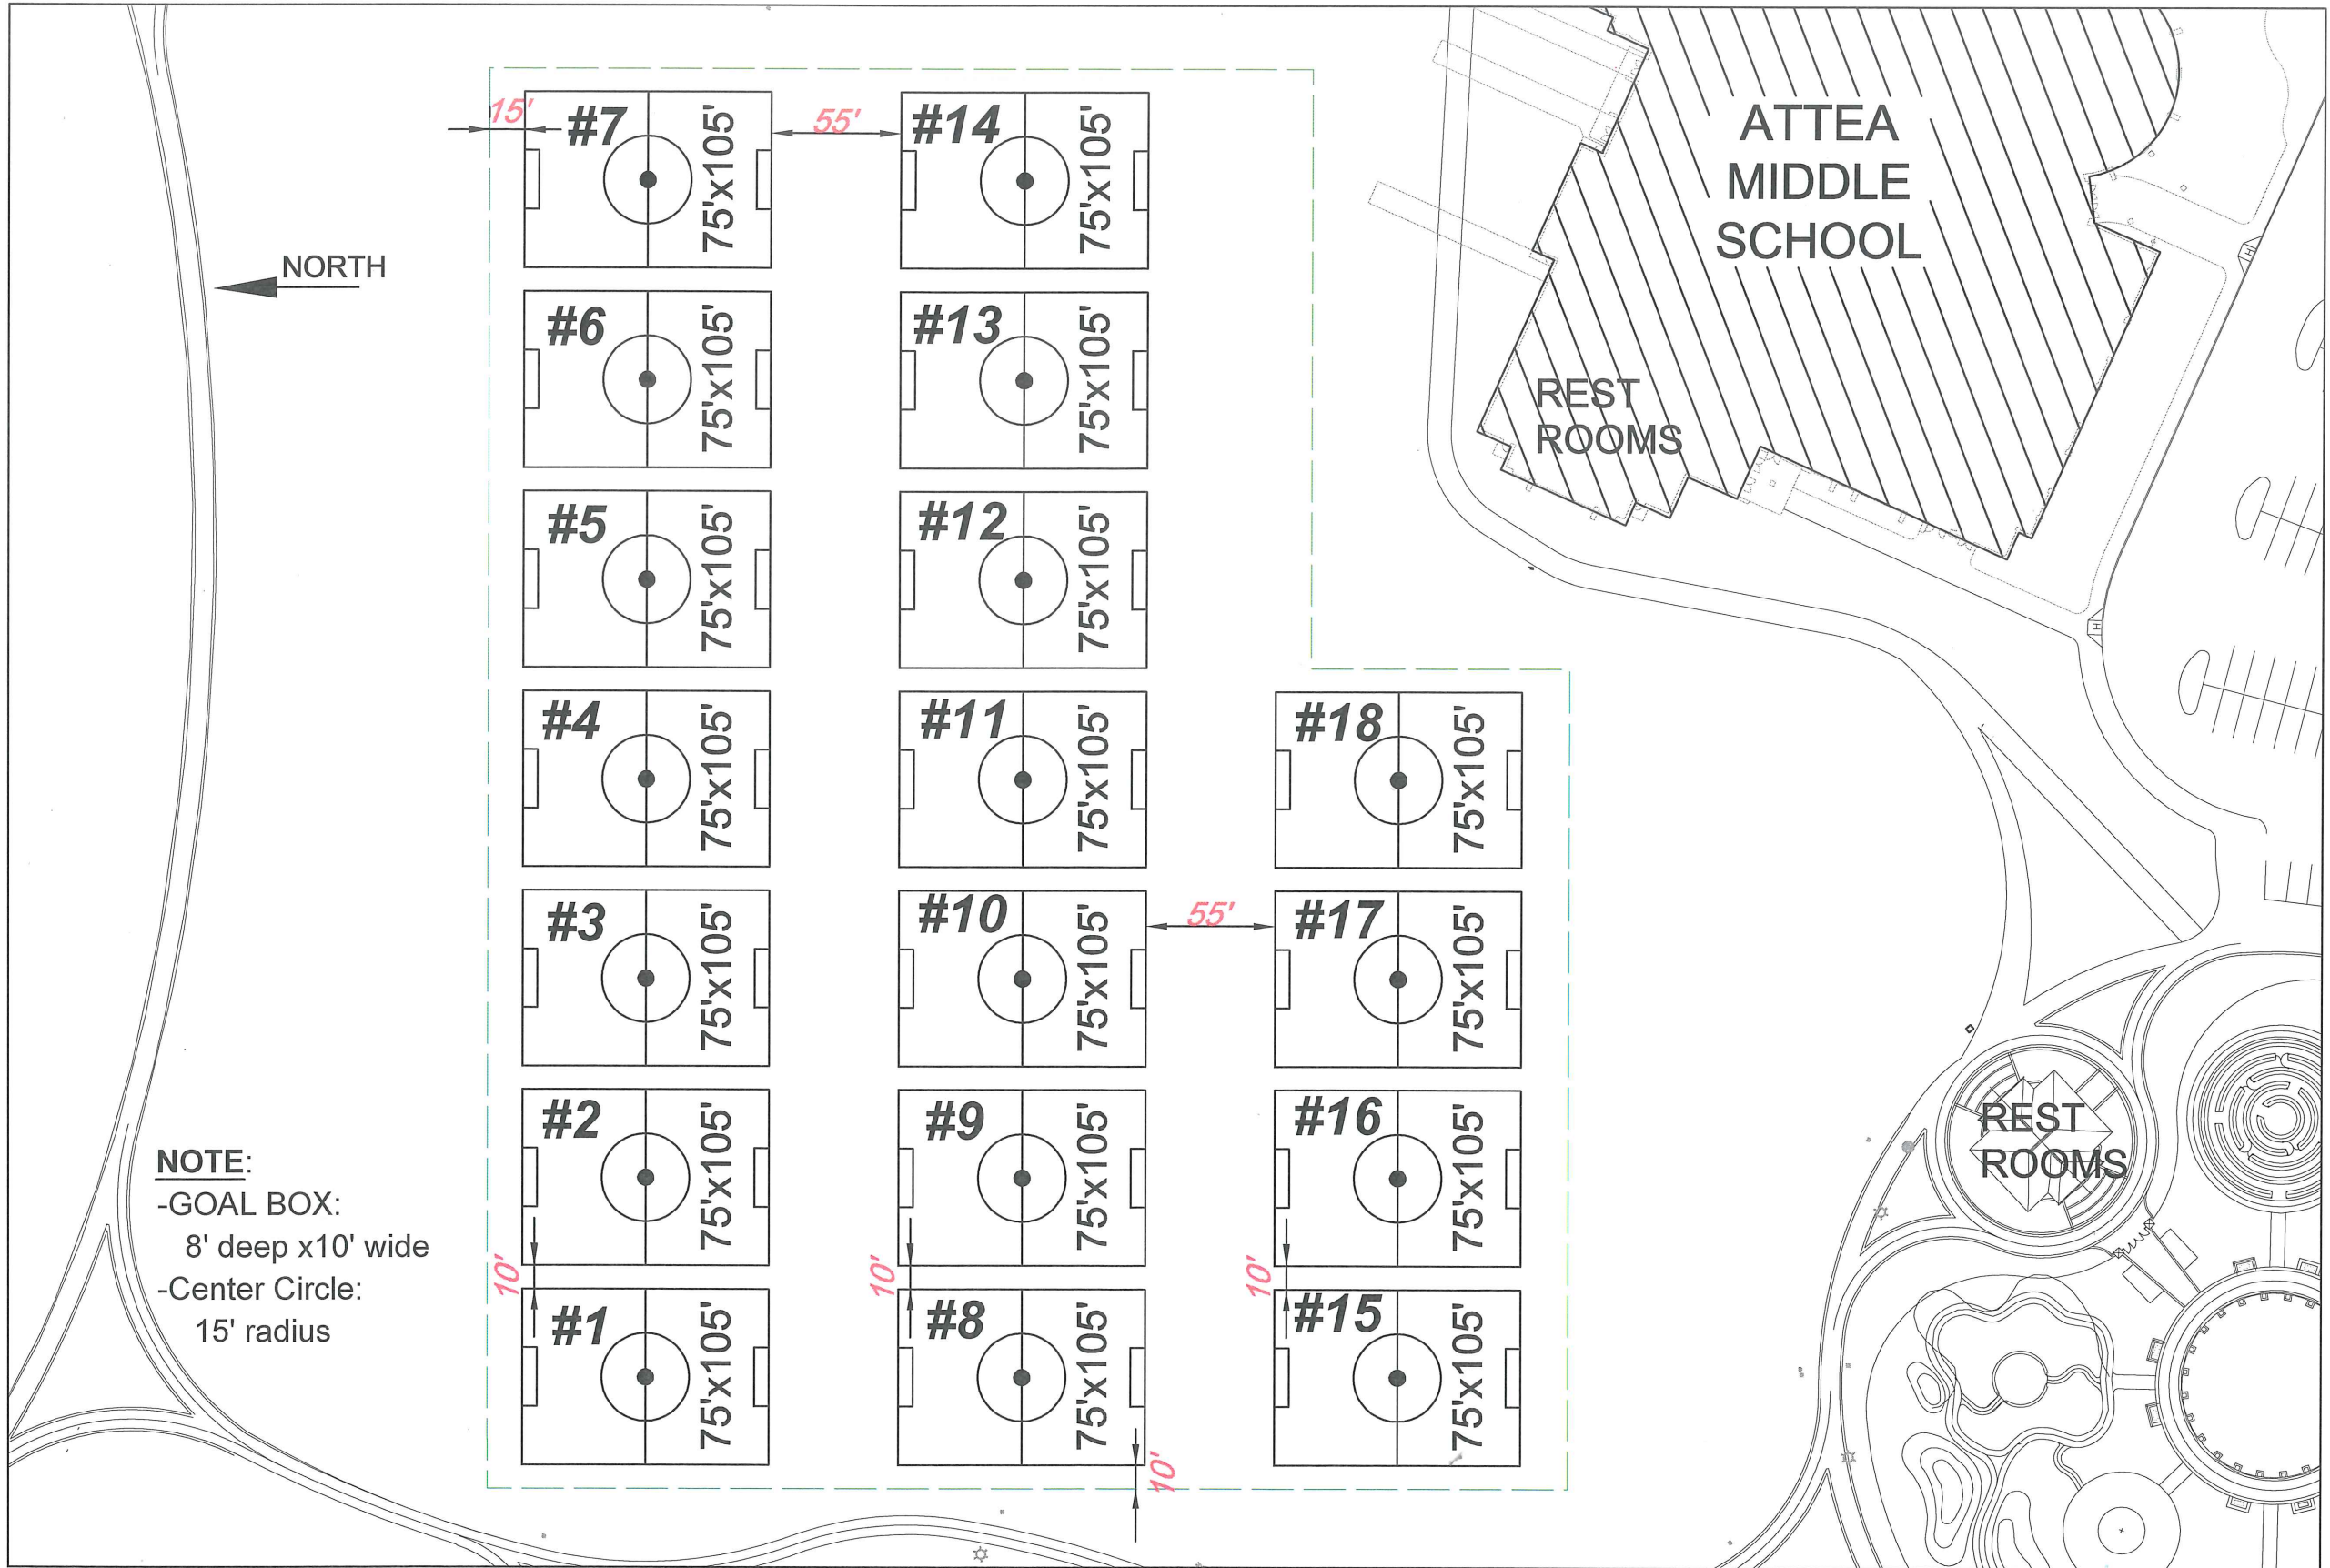 15'
#7
75'x105'
55'
#14
75'x105'
ATTEA
MIDDLE
SCHOOL
NORTH
#6
75'x105'
#13
75'x105'
REST
ROOMS
#5
75'x105'
#12
75'x105'
#4
75'x105'
#11
75'x105'
#18
75'x105'
#3
75'x105'
#10
75'x105'
55'
#17
75'x105'
#2
75'x105'
#9
75'x105'
#16
75'x105'
REST
ROOMS
NOTE:
-GOAL BOX:
8' deep x10' wide
-Center Circle:
15' radius
10'
10'
10'
#1
75'x105'
#8
75'x105'
#15
75'x105'
10'
H
H